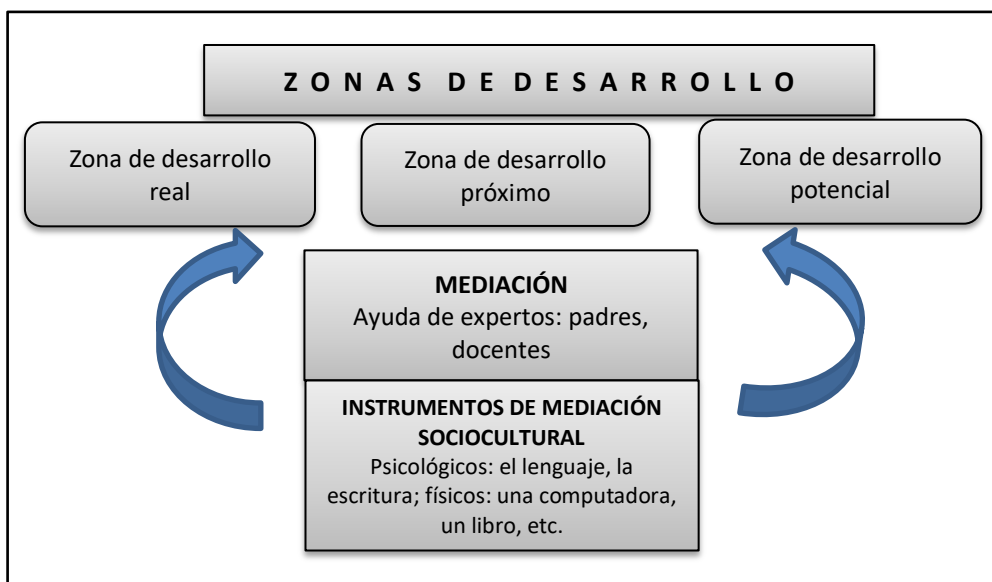 Z O N A S D E D E S A R R O L L O
Zona de desarrollo
real
Zona de desarrollo
próximo
Zona de desarrollo
potencial
MEDIACIÓN
Ayuda de expertos: padres,
docentes
INSTRUMENTOS DE MEDIACIÓN
SOCIOCULTURAL
Psicológicos: el lenguaje, la
escritura; físicos: una computadora,
un libro, etc.